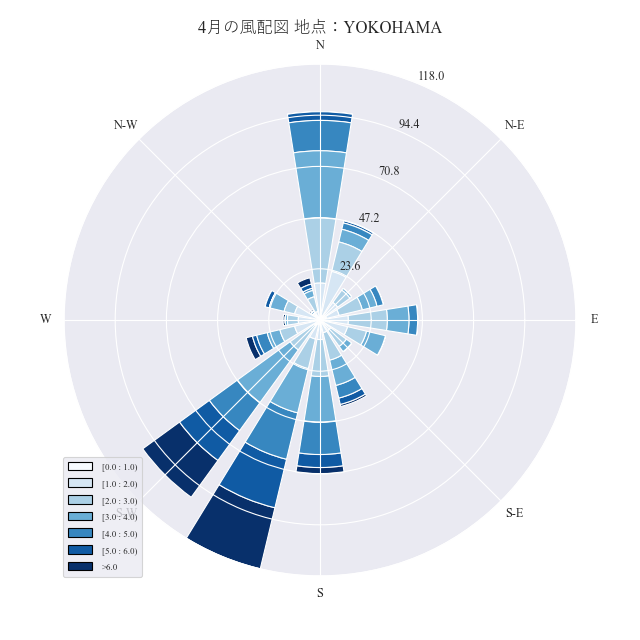 4月の風配図 地点：YOKOHAMA
N
118.0
N-W
94.4
N-E
70.8
47.2
23.6
W
E
[0.0 : 1.0)
[1.0 : 2.0)
[2.0 : 3.0)
[3.0 : 4.0)
[4.0 : 5.0)
[5.0 : 6.0)
>6.0
S-W
S-E
S